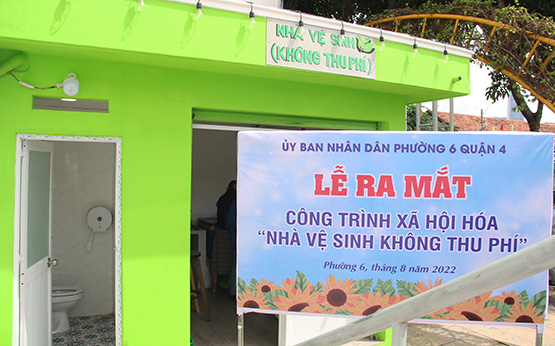 NHÀ VỆ SINH
(KHÔNG THU PHÍ)
ỦY BAN NHÂN DÂN PHƯỜNG 6 QUẬN 4
LỄ RA MẮT
CÔNG TRÌNH XÃ HỘI HÓA
“NHÀ VỆ SINH KHÔNG THU PHÍ”
Phường 6, tháng 8 năm 2022